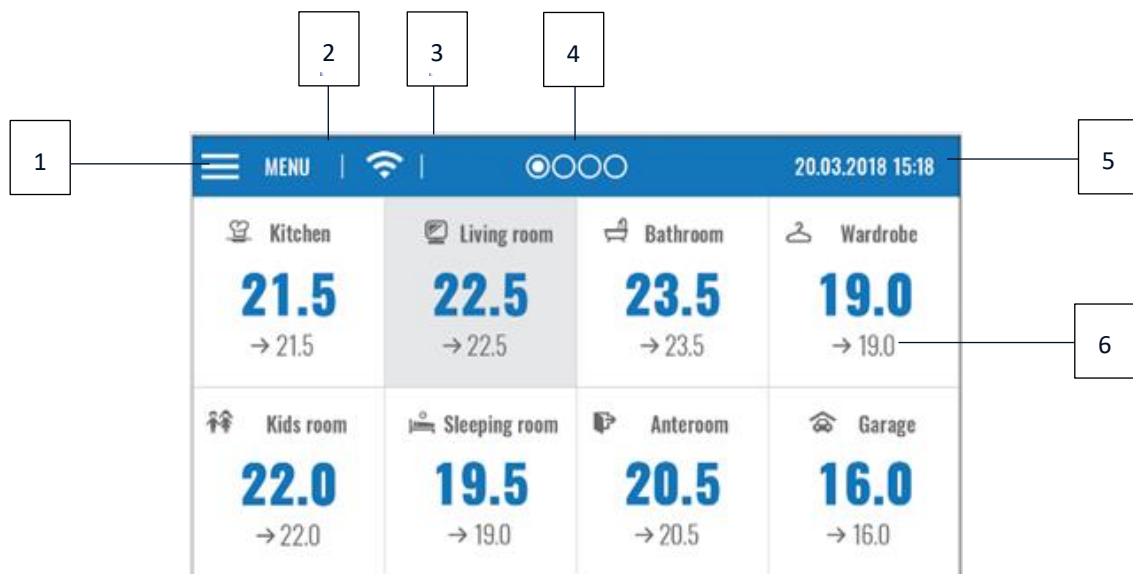 2 3 4
1 MENU | | 20.03.2018 15:18 5
Kitchen Living room Bathroom Wardrobe
21.5 22.5 23.5 19.0
→ 21.5 → 22.5 → 23.5 → 19.0 6
Kids room Sleeping room Anteroom Garage
22.0 19.5 20.5 16.0
→ 22.0 → 19.0 → 20.5 → 16.0